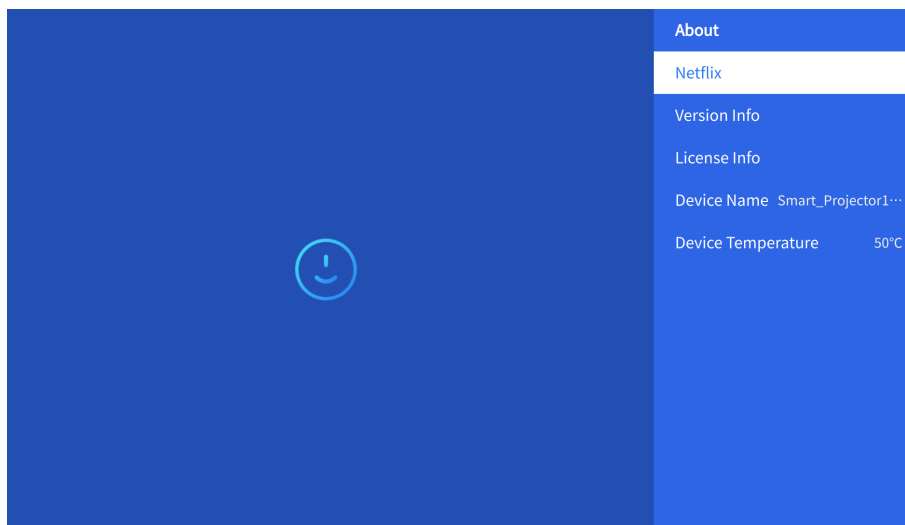 About
Netflix
Version Info
License Info
Device Name Smart_Projector1…
Device Temperature 50°C